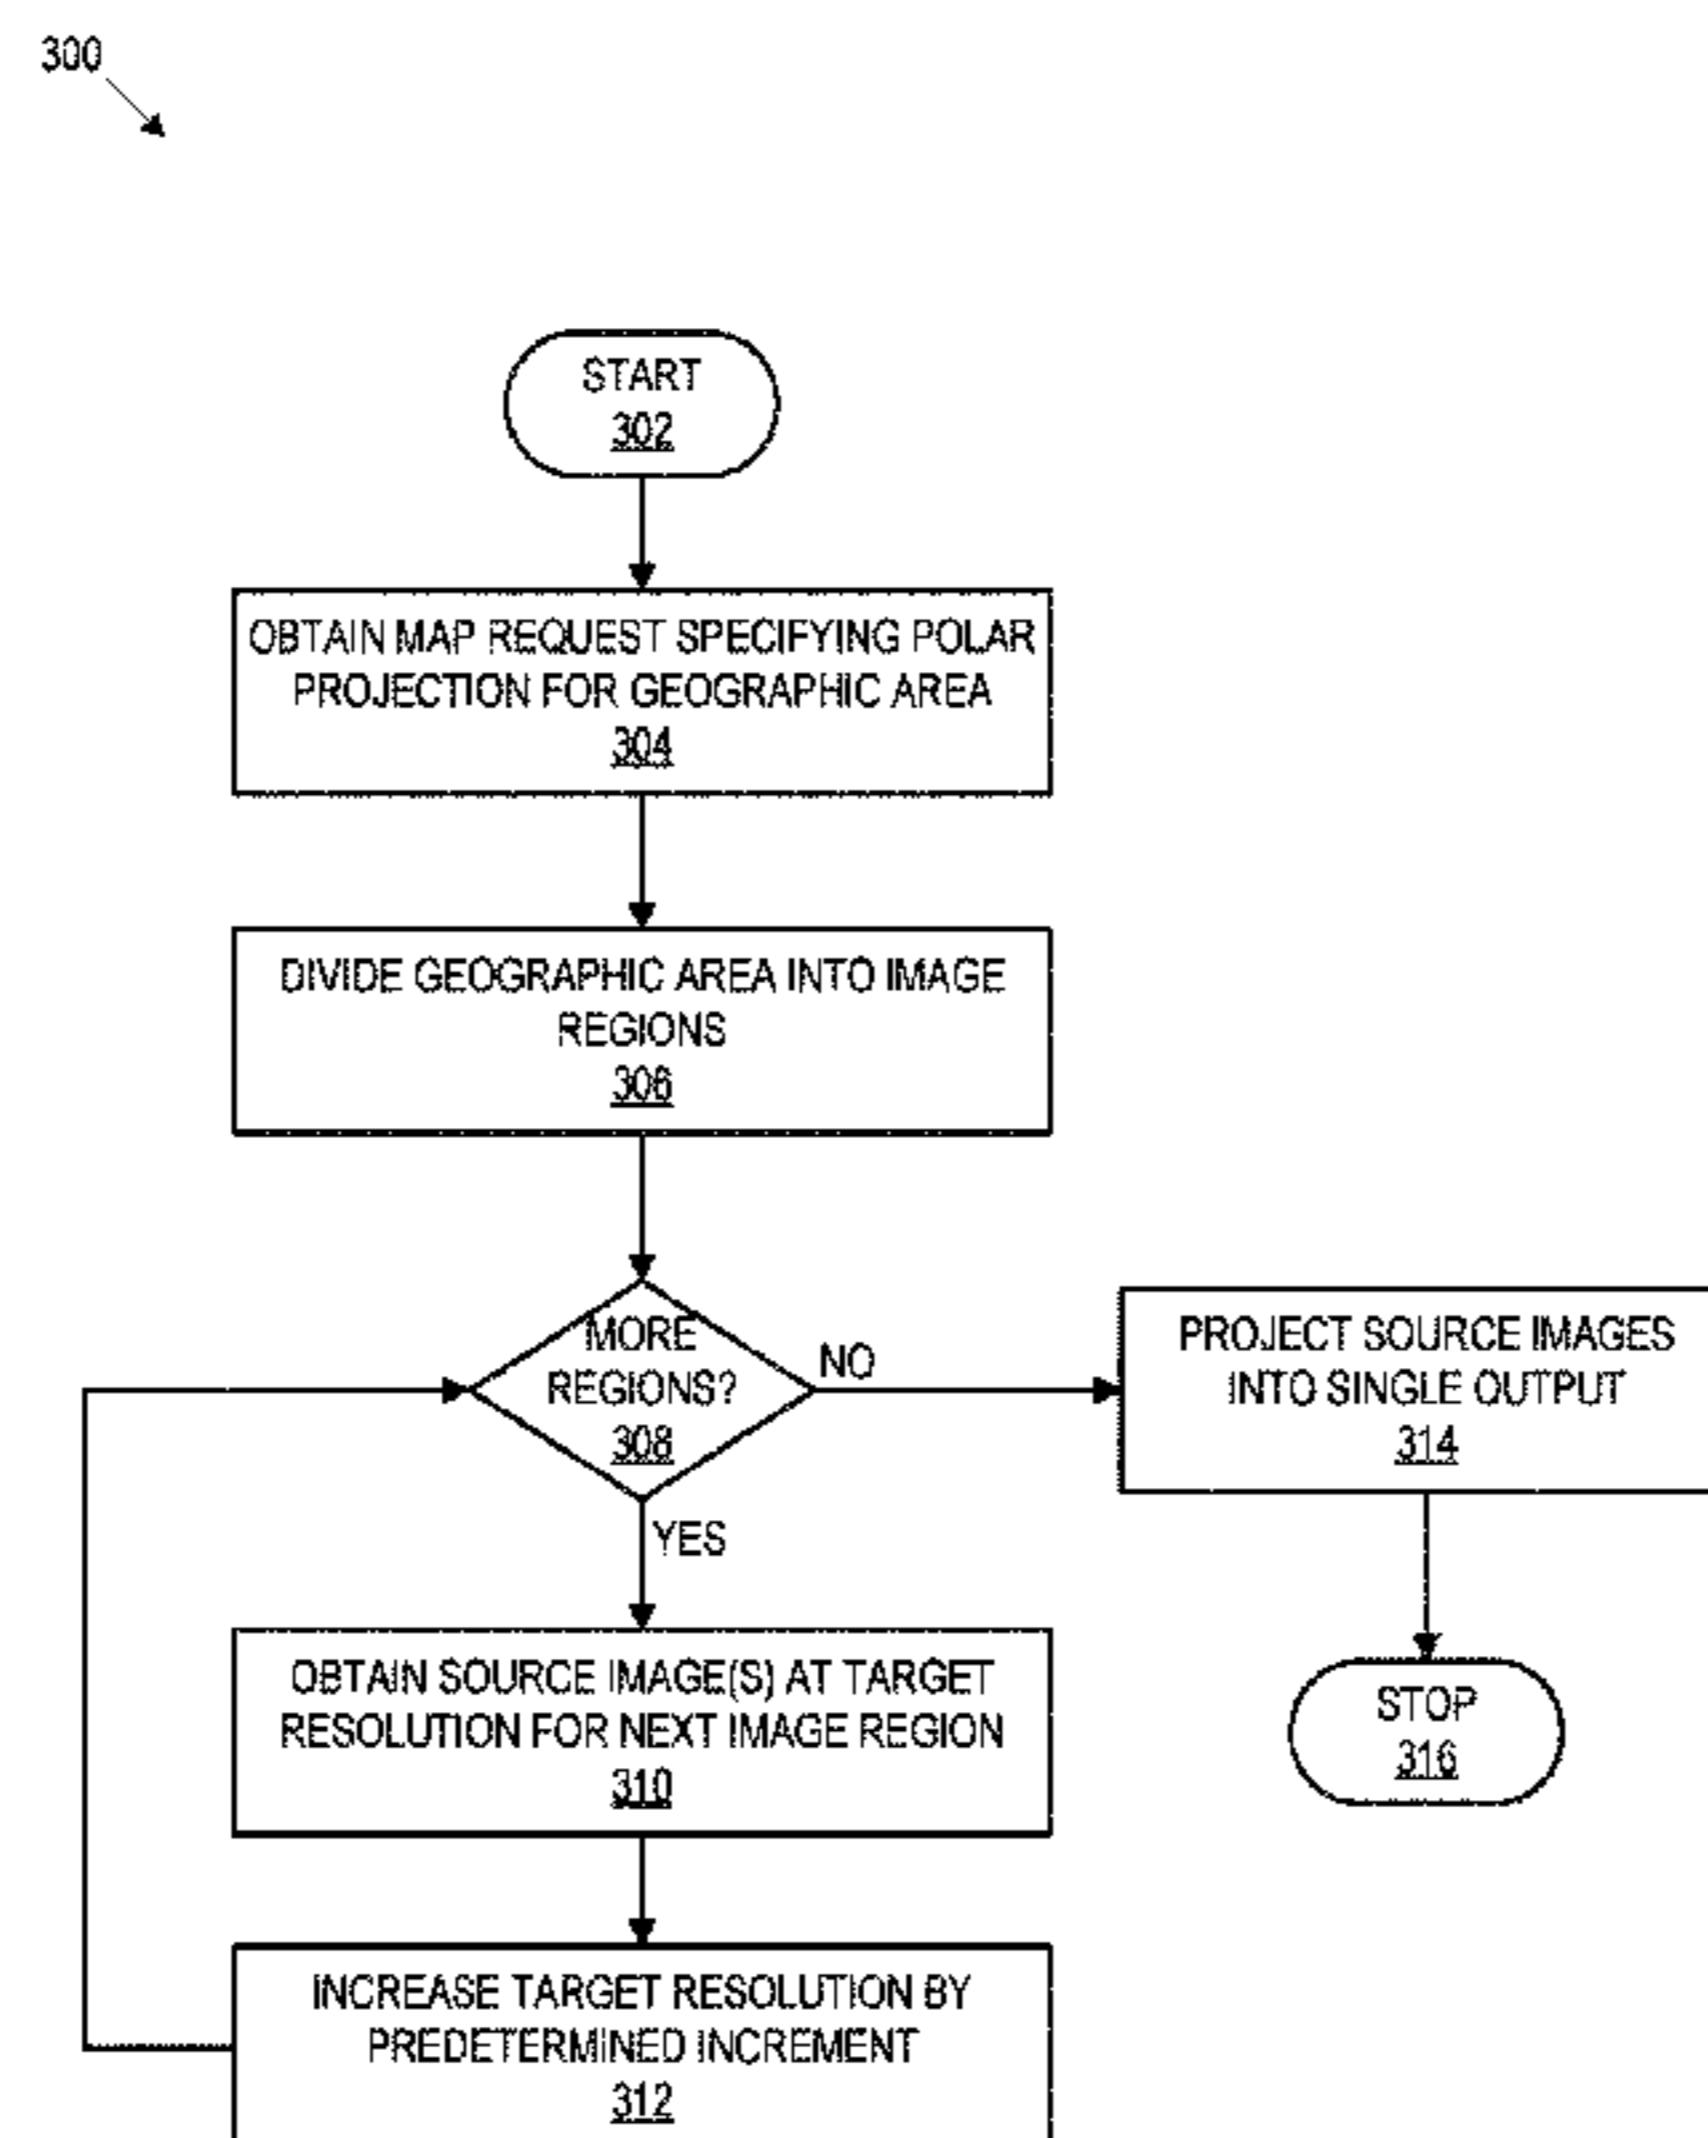 300
START
302
OBTAIN MAP REQUEST SPECIFYING POLAR
PROJECTION FOR GEOGRAPHIC AREA
304
DIVIDE GEOGRAPHIC AREA INTO IMAGE
REGIONS
306
MORE
REGIONS?
308
NO
PROJECT SOURCE IMAGES
INTO SINGLE OUTPUT
314
YES
OBTAIN SOURCE IMAGE(S) AT TARGET
RESOLUTION FOR NEXT IMAGE REGION
310
STOP
316
INCREASE TARGET RESOLUTION BY
PREDETERMINED INCREMENT
312